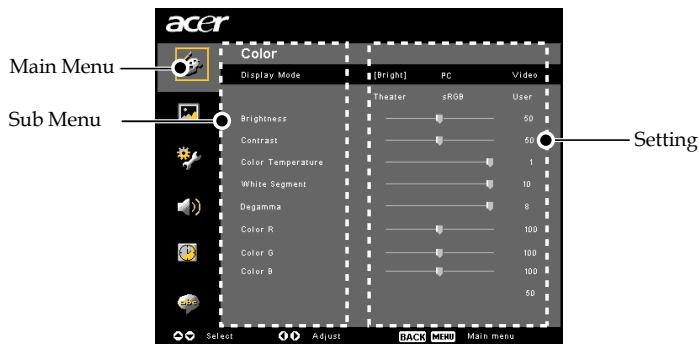 acer
Color
Main Menu
Display Mode [Bright] PC Video
Theater sRGB User
Sub Menu
Brightness 50
Contrast 50
Setting
Color Temperature 1
White Segment 10
Degamma 8
Color R 100
Color G 100
Color B 100
50
abc
Select Adjust BACK MENU Main menu